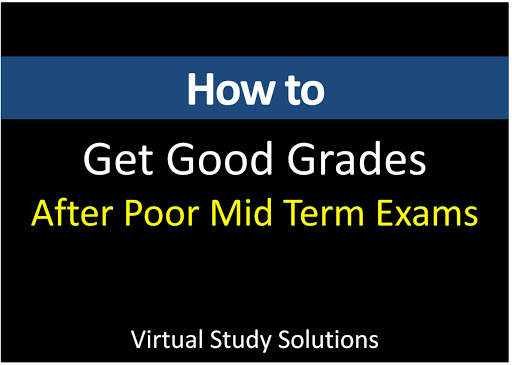 How to
Get Good Grades
After Poor Mid Term Exams
Virtual Study Solutions